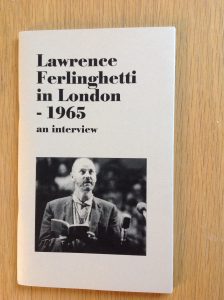 Lawrence
Ferlinghetti
in London
- 1965
an interview